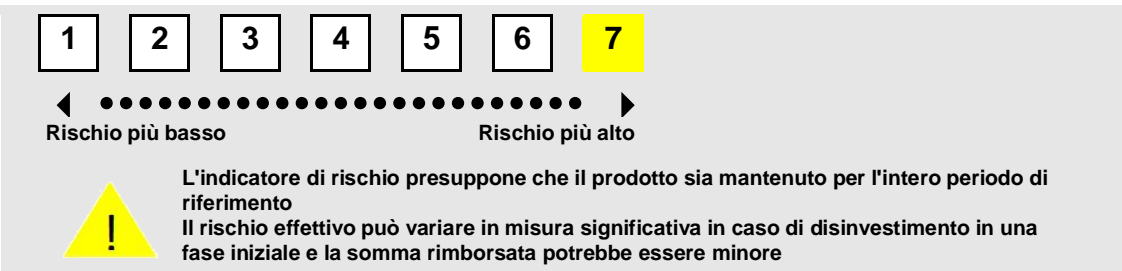 1 2 3 4 5 6 7
Rischio più basso Rischio più alto
L'indicatore di rischio presuppone che il prodotto sia mantenuto per l'intero periodo di
riferimento
Il rischio effettivo può variare in misura significativa in caso di disinvestimento in una
fase iniziale e la somma rimborsata potrebbe essere minore
!